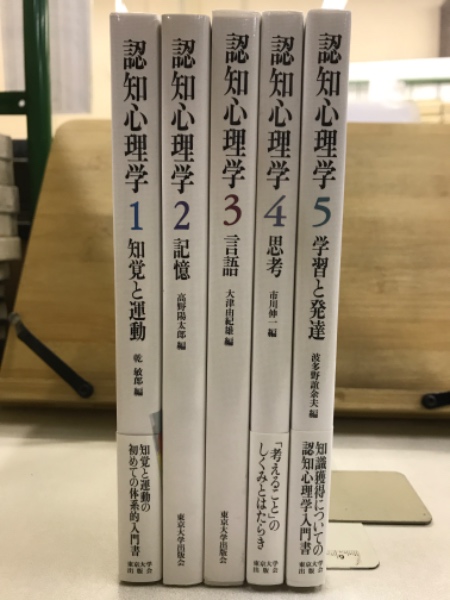 認知心理学
1
知覚と運動
乾 敏郎 編
知覚と運動の
初めての体系的入門書
東京大学
出版会
認知心理学
2
記憶
高野陽太郎 編
東京大学出版会
認知心理学
3
言語
大津由紀雄 編
東京大学出版会
認知心理学
4
思考
市川伸一 編
「考えること」の
しくみとはたらき
東京大学
出版会
認知心理学
5
学習と発達
波多野誼余夫 編
知識獲得についての
認知心理学入門書
東京大学
出版会